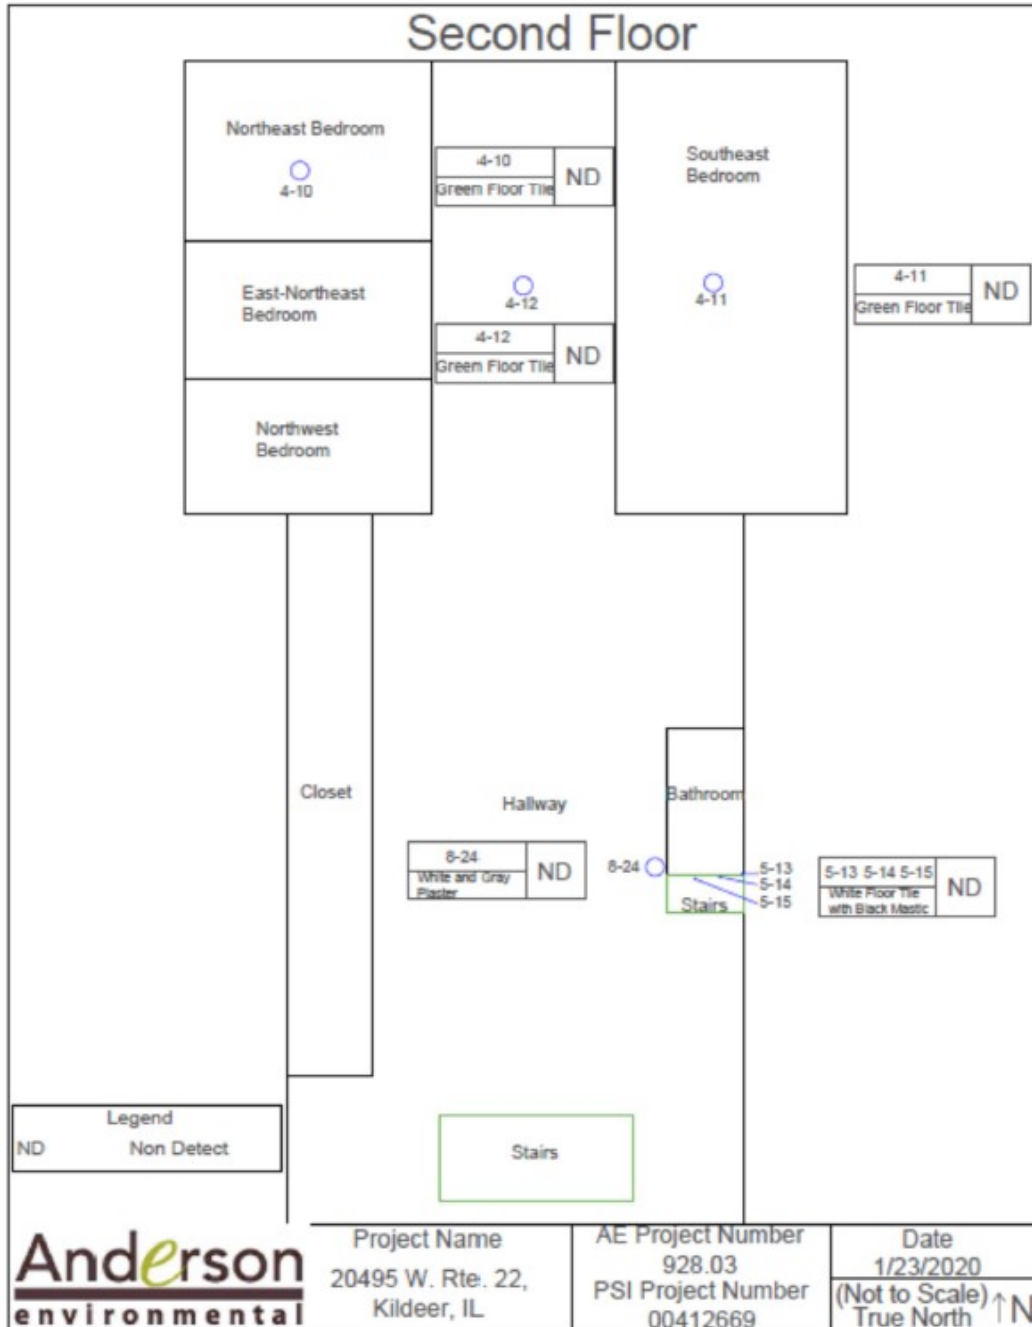 Second Floor
Northeast Bedroom
4-10
4-10
Green Floor Tile
ND
Southeast
Bedroom
East-Northeast
Bedroom
4-12
4-11
4-11
Green Floor Tile
ND
4-12
Green Floor Tile
ND
Northwest
Bedroom
Closet
Hallway
Bathroom
8-24
White and Gray
Plaster
ND
8-24
5-13
5-14
5-15
Stairs
5-13 5-14 5-15
White Floor Tile
with Black Mastic
ND
Legend
ND Non Detect
Stairs
Anderson
environmental
Project Name
20495 W. Rte. 22,
Kildeer, IL
AE Project Number
928.03
PSI Project Number
00412669
Date
1/23/2020
(Not to Scale)
True North ↑N